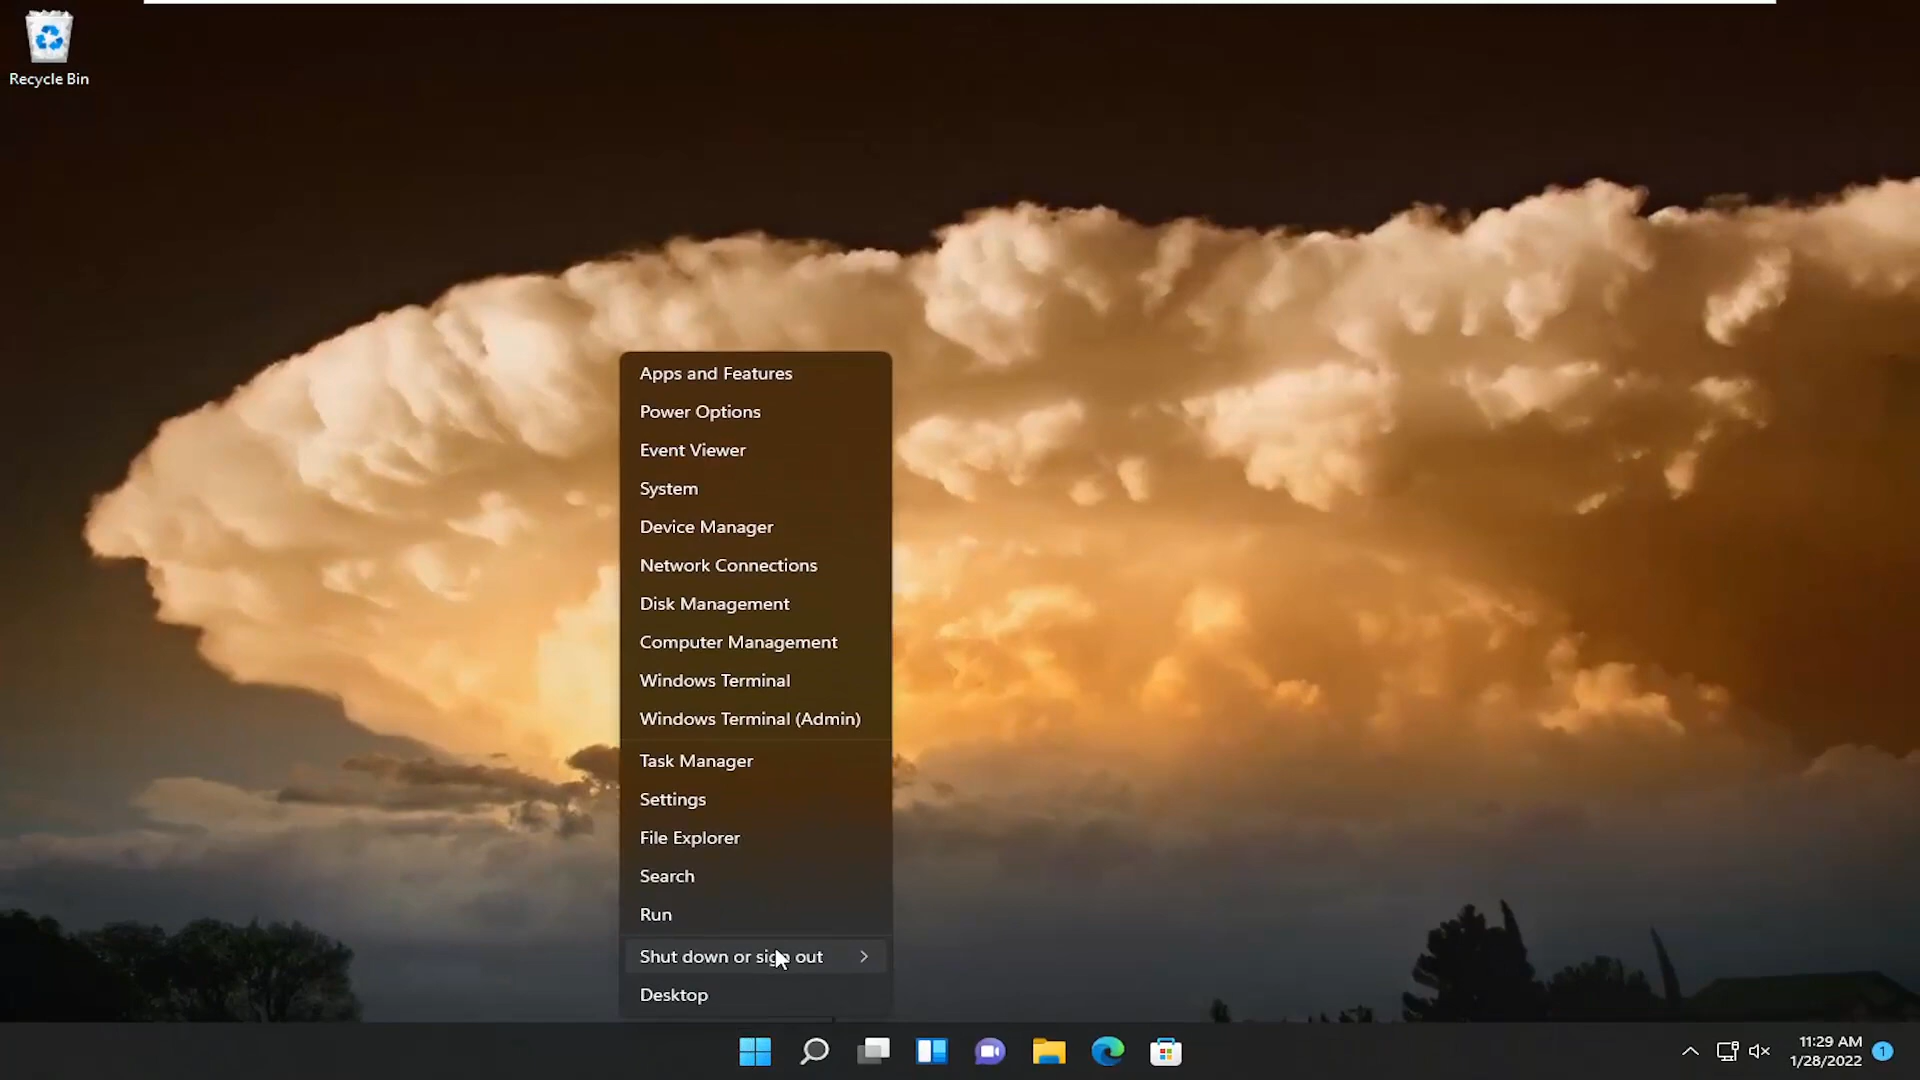 Recycle Bin
Apps and Features
Power Options
Event Viewer
System
Device Manager
Network Connections
Disk Management
Computer Management
Windows Terminal
Windows Terminal (Admin)
Task Manager
Settings
File Explorer
Search
Run
Shut down or sign out
Desktop
11:29 AM
1/28/2022
1